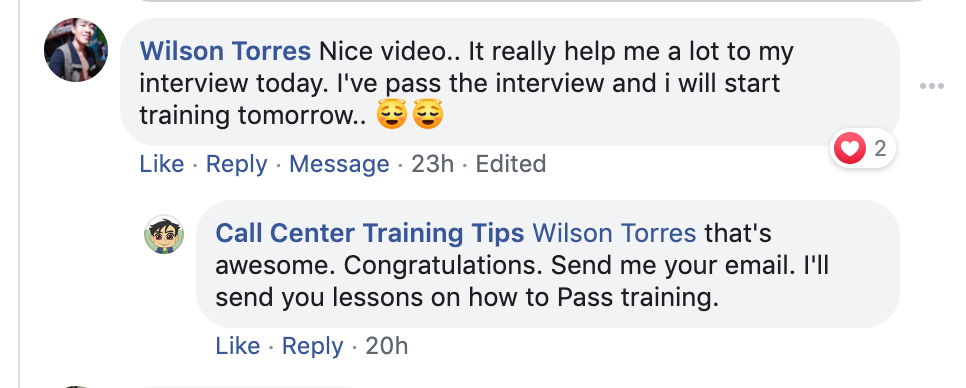 Wilson Torres Nice video.. It really help me a lot to my
interview today. I've pass the interview and i will start
training tomorrow.. 😌😌
2
Like · Reply · Message · 23h · Edited
Call Center Training Tips Wilson Torres that's
awesome. Congratulations. Send me your email. I'll
send you lessons on how to Pass training.
Like · Reply · 20h